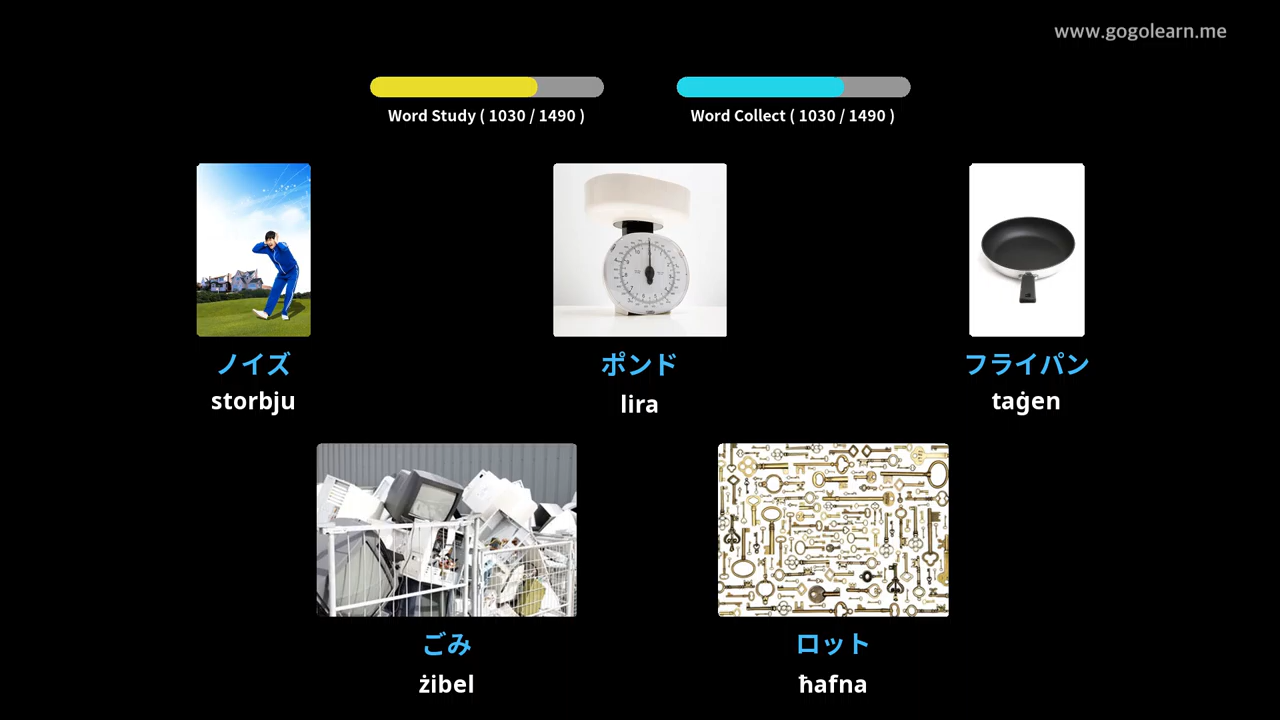 www.gogolearn.me
Word Study ( 1030 / 1490 )
Word Collect ( 1030 / 1490 )
ノイズ
storbju
ポンド
lira
フライパン
taġen
ごみ
żibel
ロット
ħafna